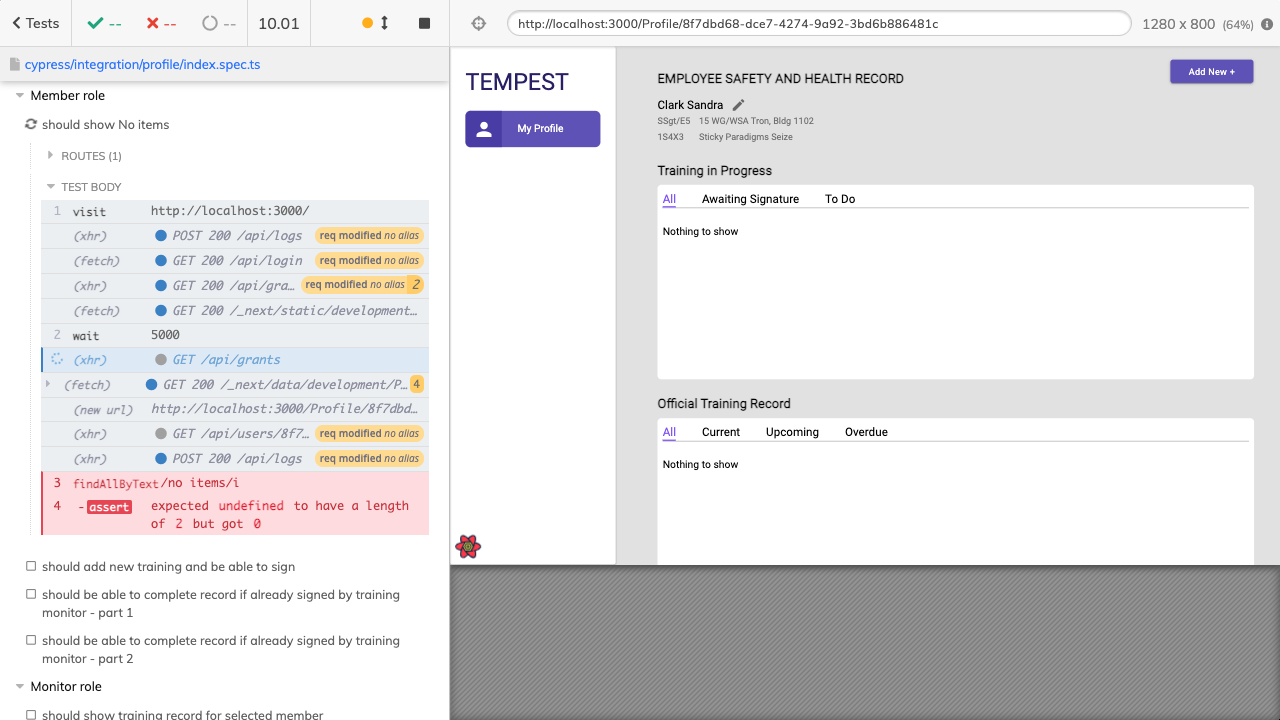 Tests
--
--
--
10.01
http://localhost:3000/Profile/8f7dbd68-dce7-4274-9a92-3bd6b886481c
1280 x 800 (64%)
cypress/integration/profile/index.spec.ts
Member role
should show No items
ROUTES (1)
TEST BODY
1 visit http://localhost:3000/
(xhr) POST 200 /api/logs req modified no alias
(fetch) GET 200 /api/login req modified no alias
(xhr) GET 200 /api/gra... req modified no alias 2
(fetch) GET 200 /_next/static/development...
2 wait 5000
(xhr) GET /api/grants
(fetch) GET 200 /_next/data/development/P... 4
(new url) http://localhost:3000/Profile/8f7dbd...
(xhr) GET /api/users/8f7... req modified no alias
(xhr) POST 200 /api/logs req modified no alias
3 findAllByText /no items/i
4 -assert expected undefined to have a length
of 2 but got 0
should add new training and be able to sign
should be able to complete record if already signed by training
monitor - part 1
should be able to complete record if already signed by training
monitor - part 2
Monitor role
should show training record for selected member
TEMPEST
My Profile
EMPLOYEE SAFETY AND HEALTH RECORD
Add New +
Clark Sandra
SSgt/E5 15 WG/WSA Tron, Bldg 1102
1S4X3 Sticky Paradigms Seize
Training in Progress
All Awaiting Signature To Do
Nothing to show
Official Training Record
All Current Upcoming Overdue
Nothing to show